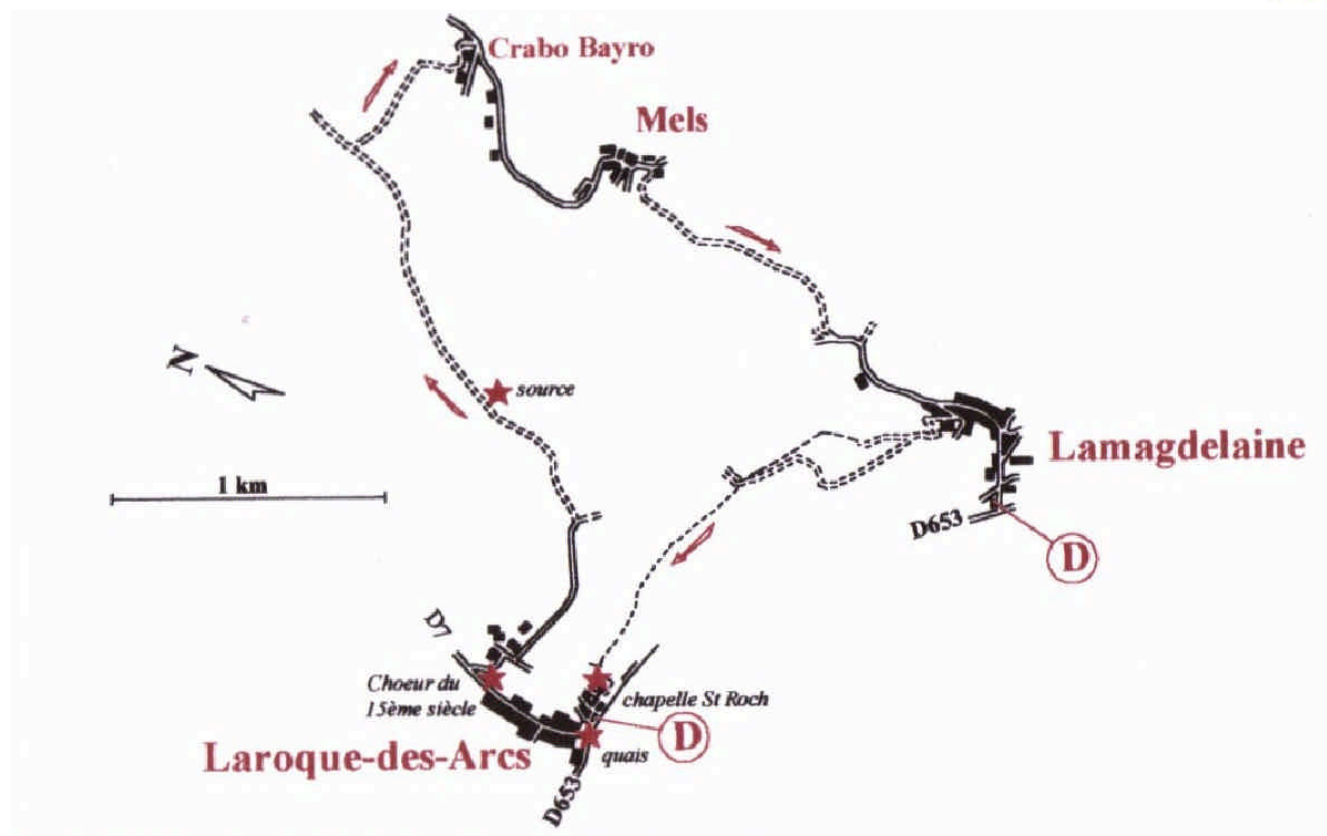 Crabo Bayro
Mels
N
source
1 km
Lamagdelaine
D653
D
D7
Choeur du
15ème siècle
chapelle St Roch
D
Laroque-des-Arcs
quais
D653